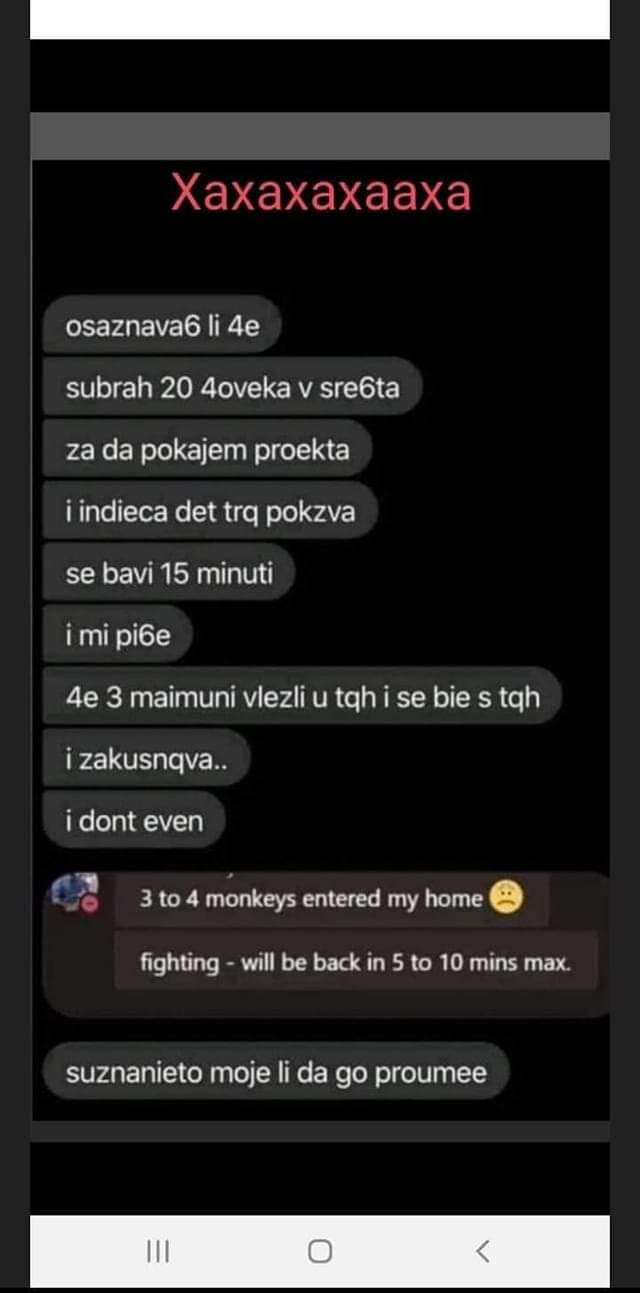 Xaxaxaxaaxa
osaznava6 li 4e
subrah 20 4oveka v sre6ta
za da pokajem proekta
i indieca det trq pokzva
se bavi 15 minuti
i mi pi6e
4e 3 maimuni vlezli u tqh i se bie s tqh
i zakusnqva..
i dont even
3 to 4 monkeys entered my home 😟
fighting - will be back in 5 to 10 mins max.
suznanieto moje li da go proumee